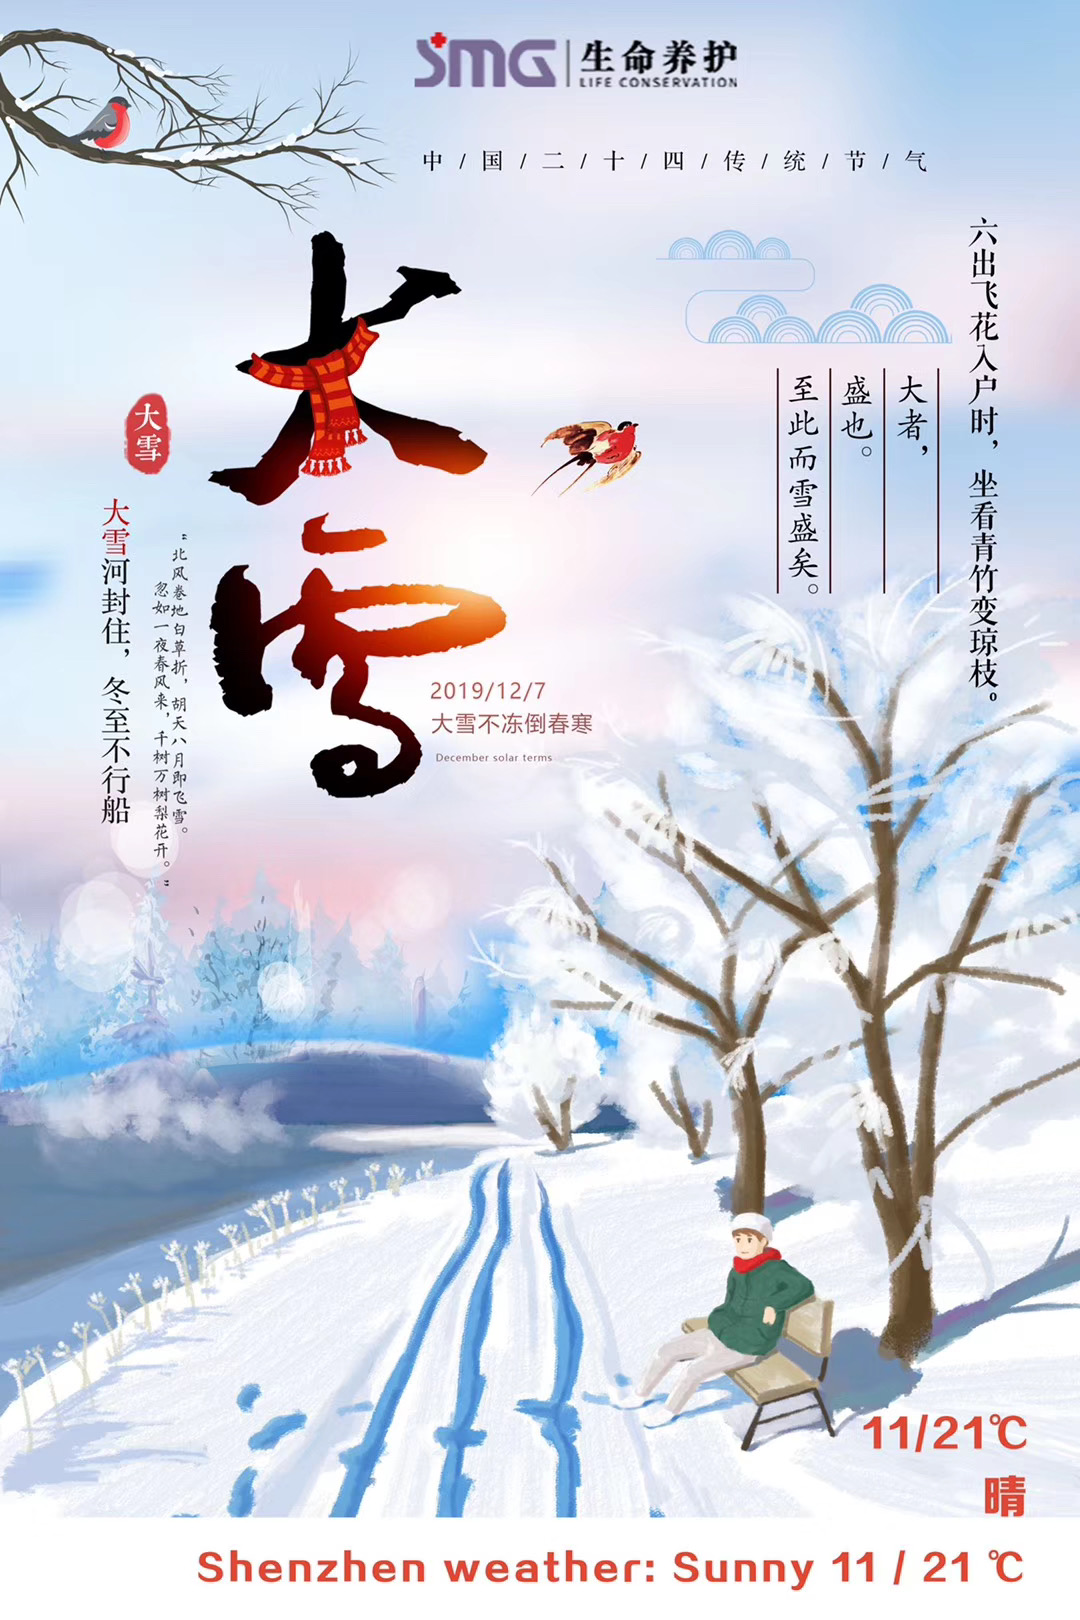 SMG 生命养护
LIFE CONSERVATION
中/国/二/十/四/传/统/节/气
六出飞花入户时，坐看青竹变琼枝。
大者，
盛也。
至此而雪盛矣。
大雪
大雪
大雪河封住，冬至不行船
“北风卷地白草折，胡天八月即飞雪。
忽如一夜春风来，千树万树梨花开。”
2019/12/7
大雪不冻倒春寒
December solar terms
11/21℃
晴
Shenzhen weather: Sunny 11 / 21 ℃